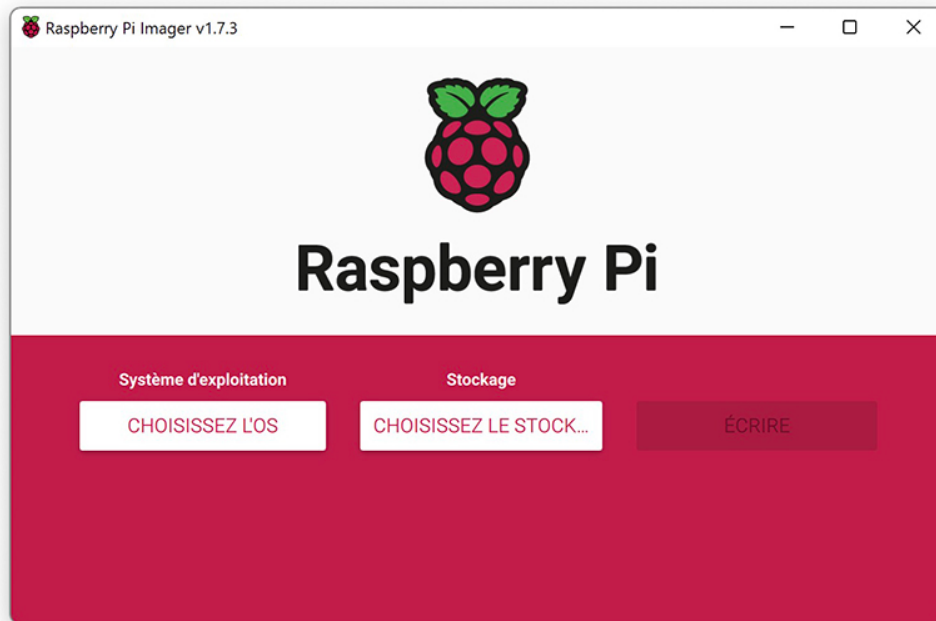 Raspberry Pi Imager v1.7.3
Raspberry Pi
Système d'exploitation
Stockage
CHOISISSEZ L'OS
CHOISISSEZ LE STOCK...
ÉCRIRE